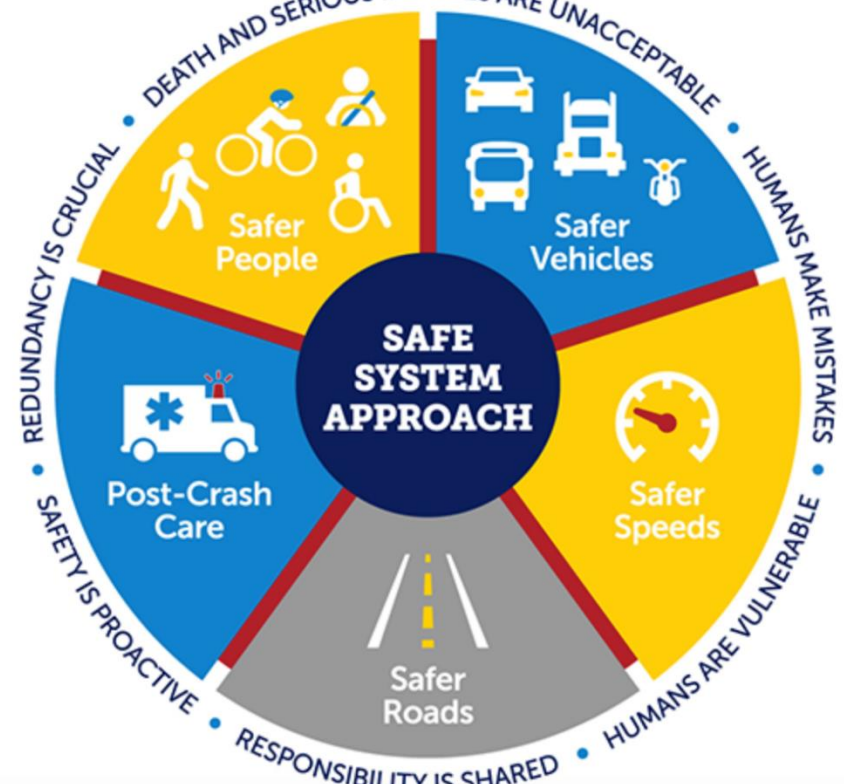 DEATH AND SERIOUS
ARE UNACCEPTABLE
HUMANS MAKE MISTAKES
HUMANS ARE VULNERABLE
RESPONSIBILITY IS SHARED
SAFETY IS PROACTIVE
REDUNDANCY IS CRUCIAL
Safer
People
Safer
Vehicles
SAFE
SYSTEM
APPROACH
Safer
Speeds
Safer
Roads
Post-Crash
Care